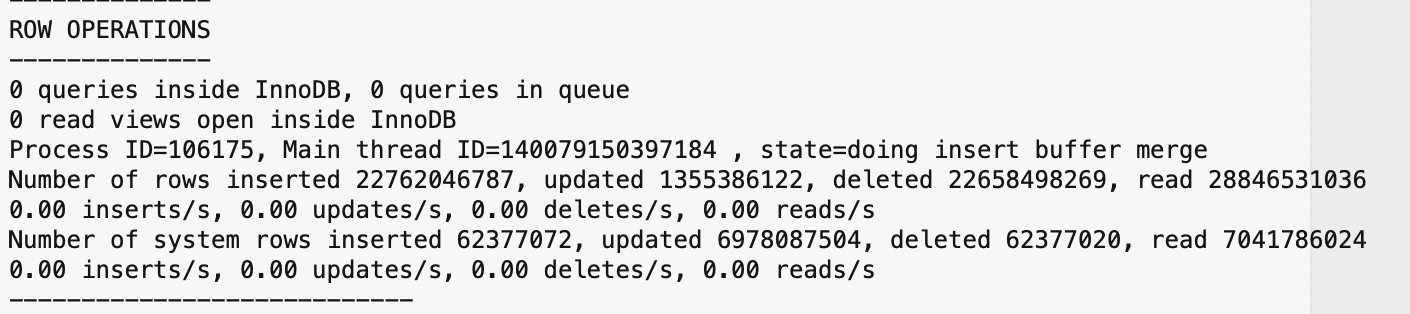 --------------
ROW OPERATIONS
--------------
0 queries inside InnoDB, 0 queries in queue
0 read views open inside InnoDB
Process ID=106175, Main thread ID=140079150397184 , state=doing insert buffer merge
Number of rows inserted 22762046787, updated 1355386122, deleted 22658498269, read 28846531036
0.00 inserts/s, 0.00 updates/s, 0.00 deletes/s, 0.00 reads/s
Number of system rows inserted 62377072, updated 6978087504, deleted 62377020, read 7041786024
0.00 inserts/s, 0.00 updates/s, 0.00 deletes/s, 0.00 reads/s
----------------------------